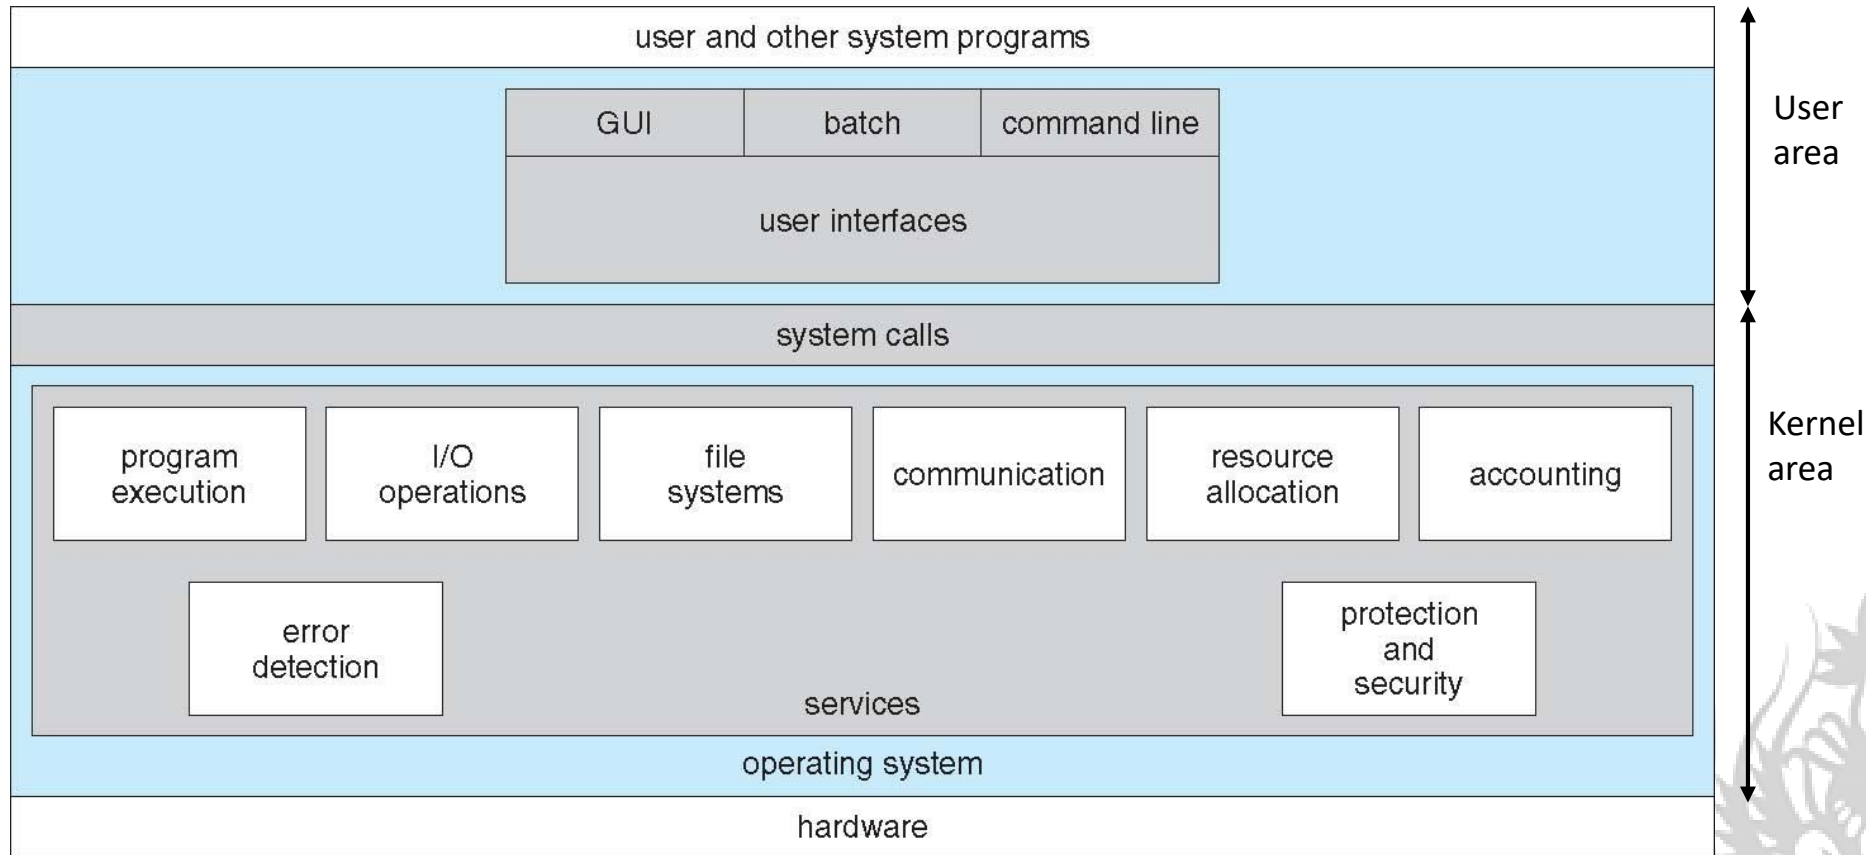 user and other system programs
GUI
batch
command line
user interfaces
User
area
system calls
program
execution
I/O
operations
file
systems
communication
resource
allocation
accounting
Kernel
area
error
detection
protection
and
security
services
operating system
hardware